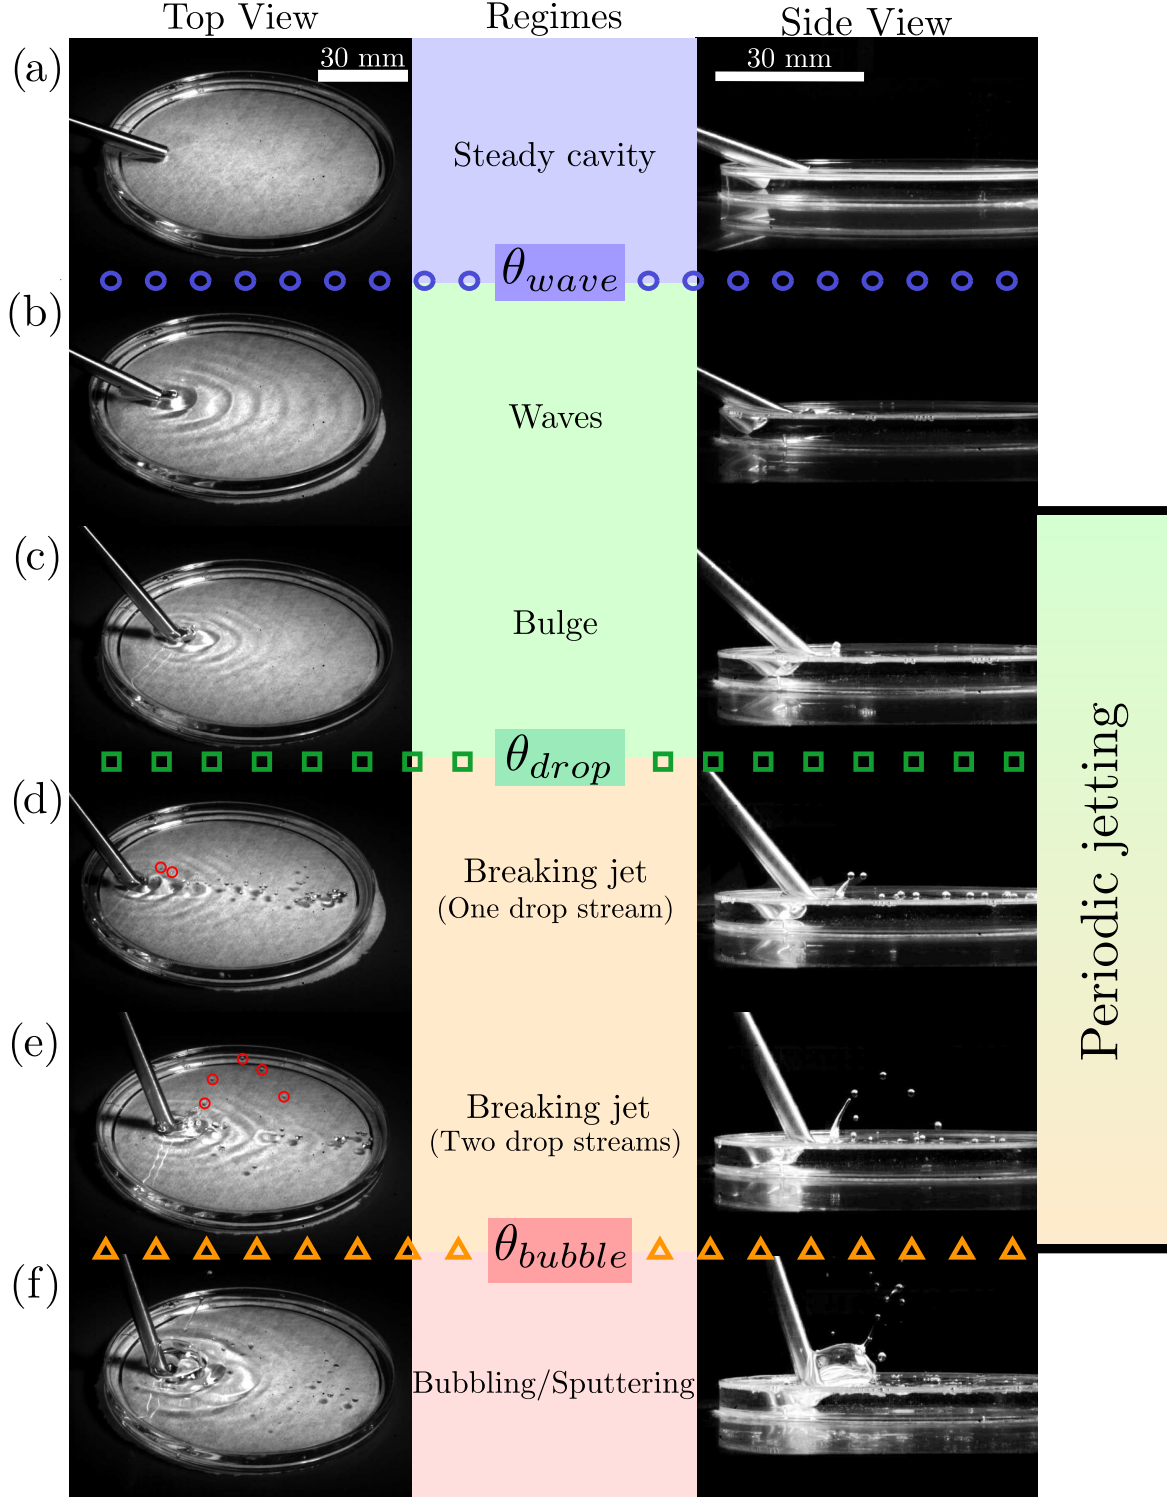 Top View
Regimes
Side View
(a)
30 mm
30 mm
Steady cavity
θwave
(b)
Waves
(c)
Bulge
θdrop
(d)
Breaking jet
(One drop stream)
(e)
Breaking jet
(Two drop streams)
θbubble
(f)
Bubbling/Sputtering
Periodic jetting